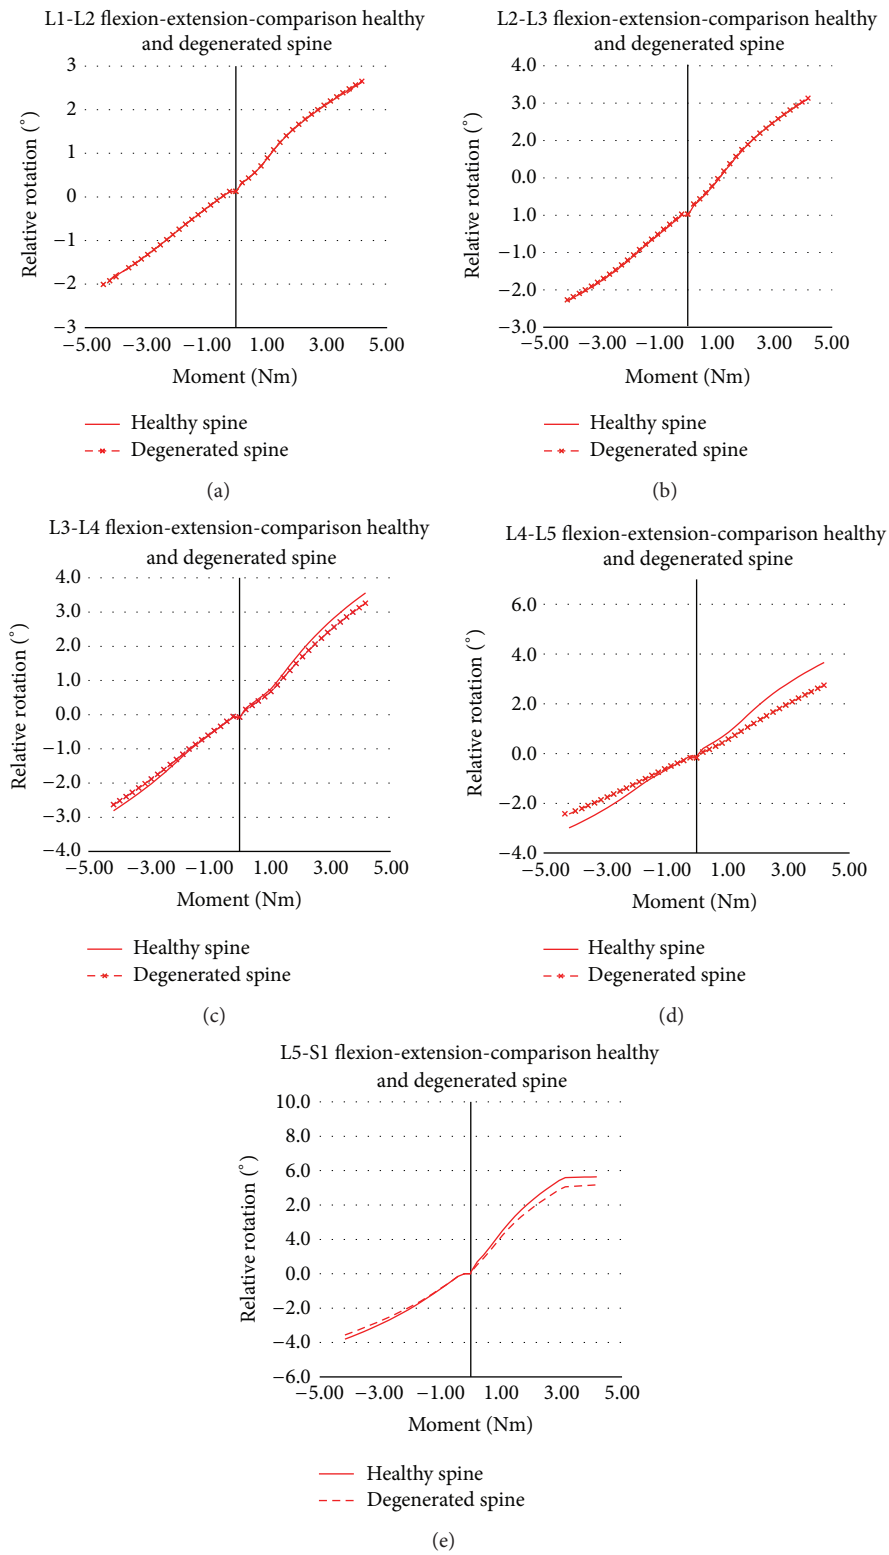 L1-L2 flexion-extension-comparison healthy
and degenerated spine
3
2
1
0
−1
−2
−3
Relative rotation (°)
−5.00 −3.00 −1.00 1.00 3.00 5.00
Moment (Nm)
Healthy spine
Degenerated spine
(a)
L2-L3 flexion-extension-comparison healthy
and degenerated spine
4.0
3.0
2.0
0.0
1.0
−1.0
−2.0
−3.0
Relative rotation (°)
−5.00 −3.00 −1.00 1.00 3.00 5.00
Moment (Nm)
Healthy spine
Degenerated spine
(b)
L3-L4 flexion-extension-comparison healthy
and degenerated spine
4.0
3.0
2.0
1.0
0.0
−1.0
−2.0
−3.0
−4.0
Relative rotation (°)
−5.00 −3.00 −1.00 1.00 3.00 5.00
Moment (Nm)
Healthy spine
Degenerated spine
(c)
L4-L5 flexion-extension-comparison healthy
and degenerated spine
6.0
4.0
2.0
0.0
−2.0
−4.0
Relative rotation (°)
−5.00 −3.00 −1.00 1.00 3.00 5.00
Moment (Nm)
Healthy spine
Degenerated spine
(d)
L5-S1 flexion-extension-comparison healthy
and degenerated spine
10.0
8.0
6.0
2.0
4.0
0.0
−2.0
−4.0
−6.0
Relative rotation (°)
−5.00 −3.00 −1.00 1.00 3.00 5.00
Moment (Nm)
Healthy spine
Degenerated spine
(e)